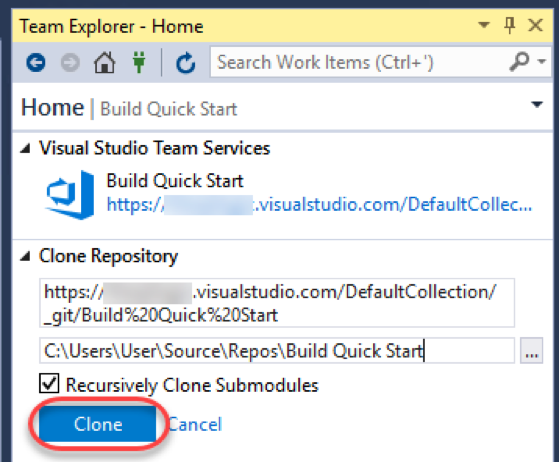 Team Explorer - Home
Search Work Items (Ctrl+')
Home | Build Quick Start
Visual Studio Team Services
Build Quick Start
https:// .visualstudio.com/DefaultCollec...
Clone Repository
https:// .visualstudio.com/DefaultCollection/
_git/Build%20Quick%20Start
C:\Users\User\Source\Repos\Build Quick Start
...
Recursively Clone Submodules
Clone Cancel